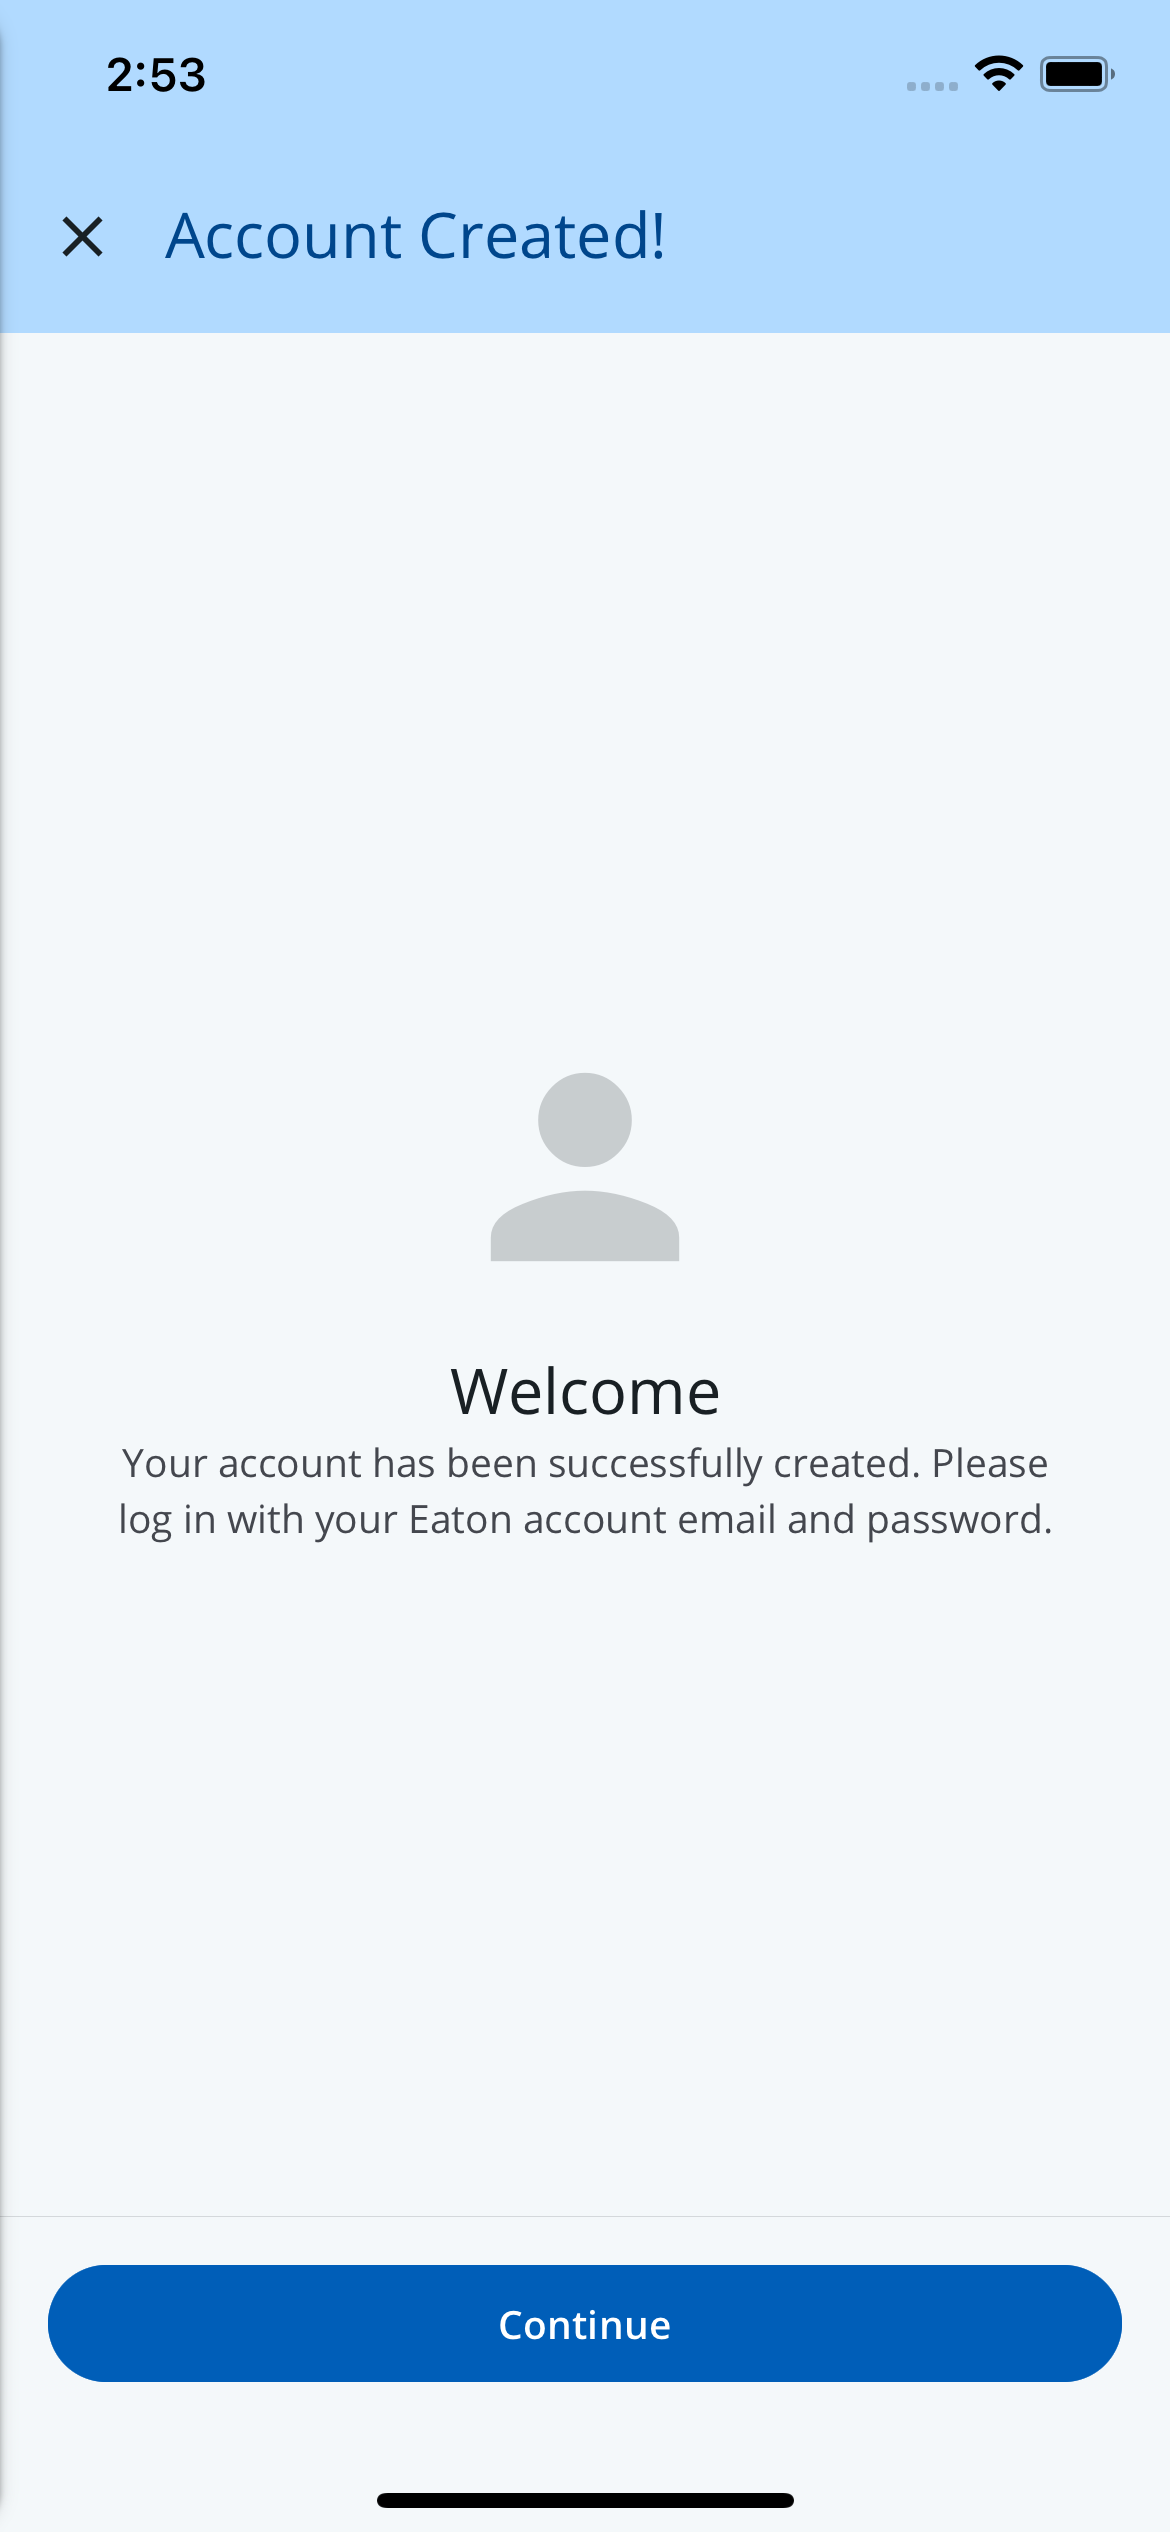 2:53
Account Created!
Welcome
Your account has been successfully created. Please
log in with your Eaton account email and password.
Continue